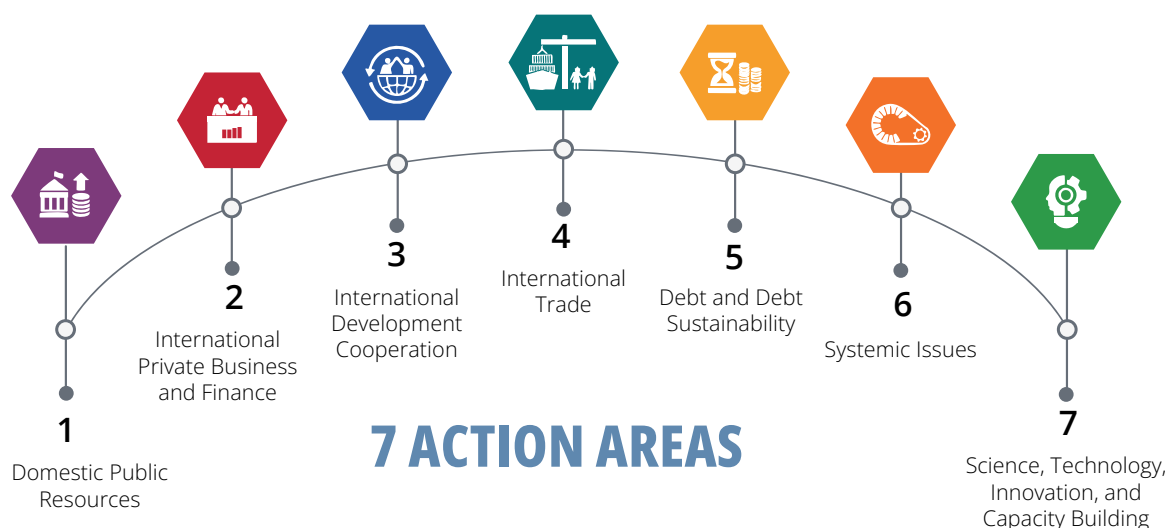 1
Domestic Public
Resources
2
International
Private Business
and Finance
3
International
Development
Cooperation
4
International
Trade
5
Debt and Debt
Sustainability
6
Systemic Issues
7
Science, Technology,
Innovation, and
Capacity Building
7 ACTION AREAS